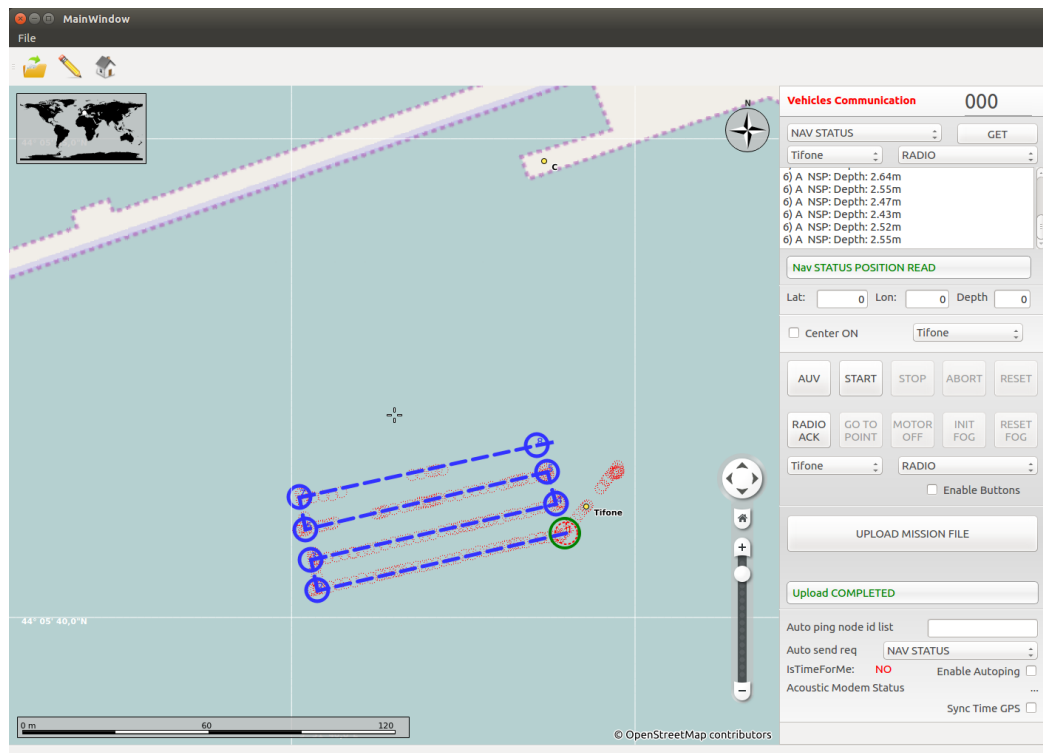 MainWindow
File
N
C
Tifone
44° 05' 40,0"N
0 m 60 120
© OpenStreetMap contributors
Vehicles Communication 000
NAV STATUS GET
Tifone RADIO
6) A NSP: Depth: 2.64m
6) A NSP: Depth: 2.55m
6) A NSP: Depth: 2.47m
6) A NSP: Depth: 2.43m
6) A NSP: Depth: 2.52m
6) A NSP: Depth: 2.55m
Nav STATUS POSITION READ
Lat: 0 Lon: 0 Depth 0
Center ON Tifone
AUV START STOP ABORT RESET
RADIO ACK GO TO POINT MOTOR OFF INIT FOG RESET FOG
Tifone RADIO
Enable Buttons
UPLOAD MISSION FILE
Upload COMPLETED
Auto ping node id list
Auto send req NAV STATUS
IsTimeForMe: NO Enable Autoping
Acoustic Modem Status ...
Sync Time GPS